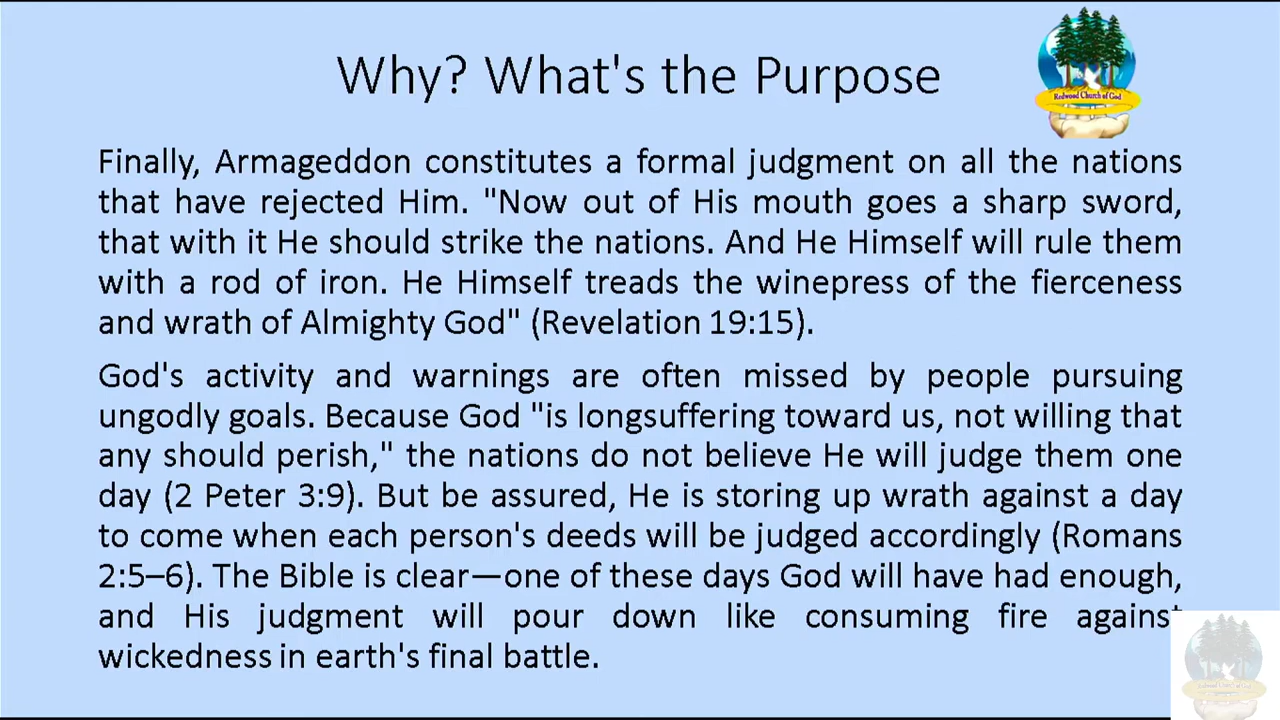 Why? What's the Purpose
Redwood Church of God
Finally, Armageddon constitutes a formal judgment on all the nations
that have rejected Him. "Now out of His mouth goes a sharp sword,
that with it He should strike the nations. And He Himself will rule them
with a rod of iron. He Himself treads the winepress of the fierceness
and wrath of Almighty God" (Revelation 19:15).
God's activity and warnings are often missed by people pursuing
ungodly goals. Because God "is longsuffering toward us, not willing that
any should perish," the nations do not believe He will judge them one
day (2 Peter 3:9). But be assured, He is storing up wrath against a day
to come when each person's deeds will be judged accordingly (Romans
2:5–6). The Bible is clear—one of these days God will have had enough,
and His judgment will pour down like consuming fire against
wickedness in earth's final battle.
Redwood Church of God